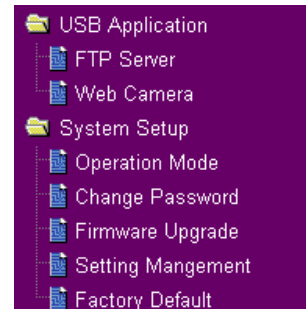 USB Application
FTP Server
Web Camera
System Setup
Operation Mode
Change Password
Firmware Upgrade
Setting Mangement
Factory Default